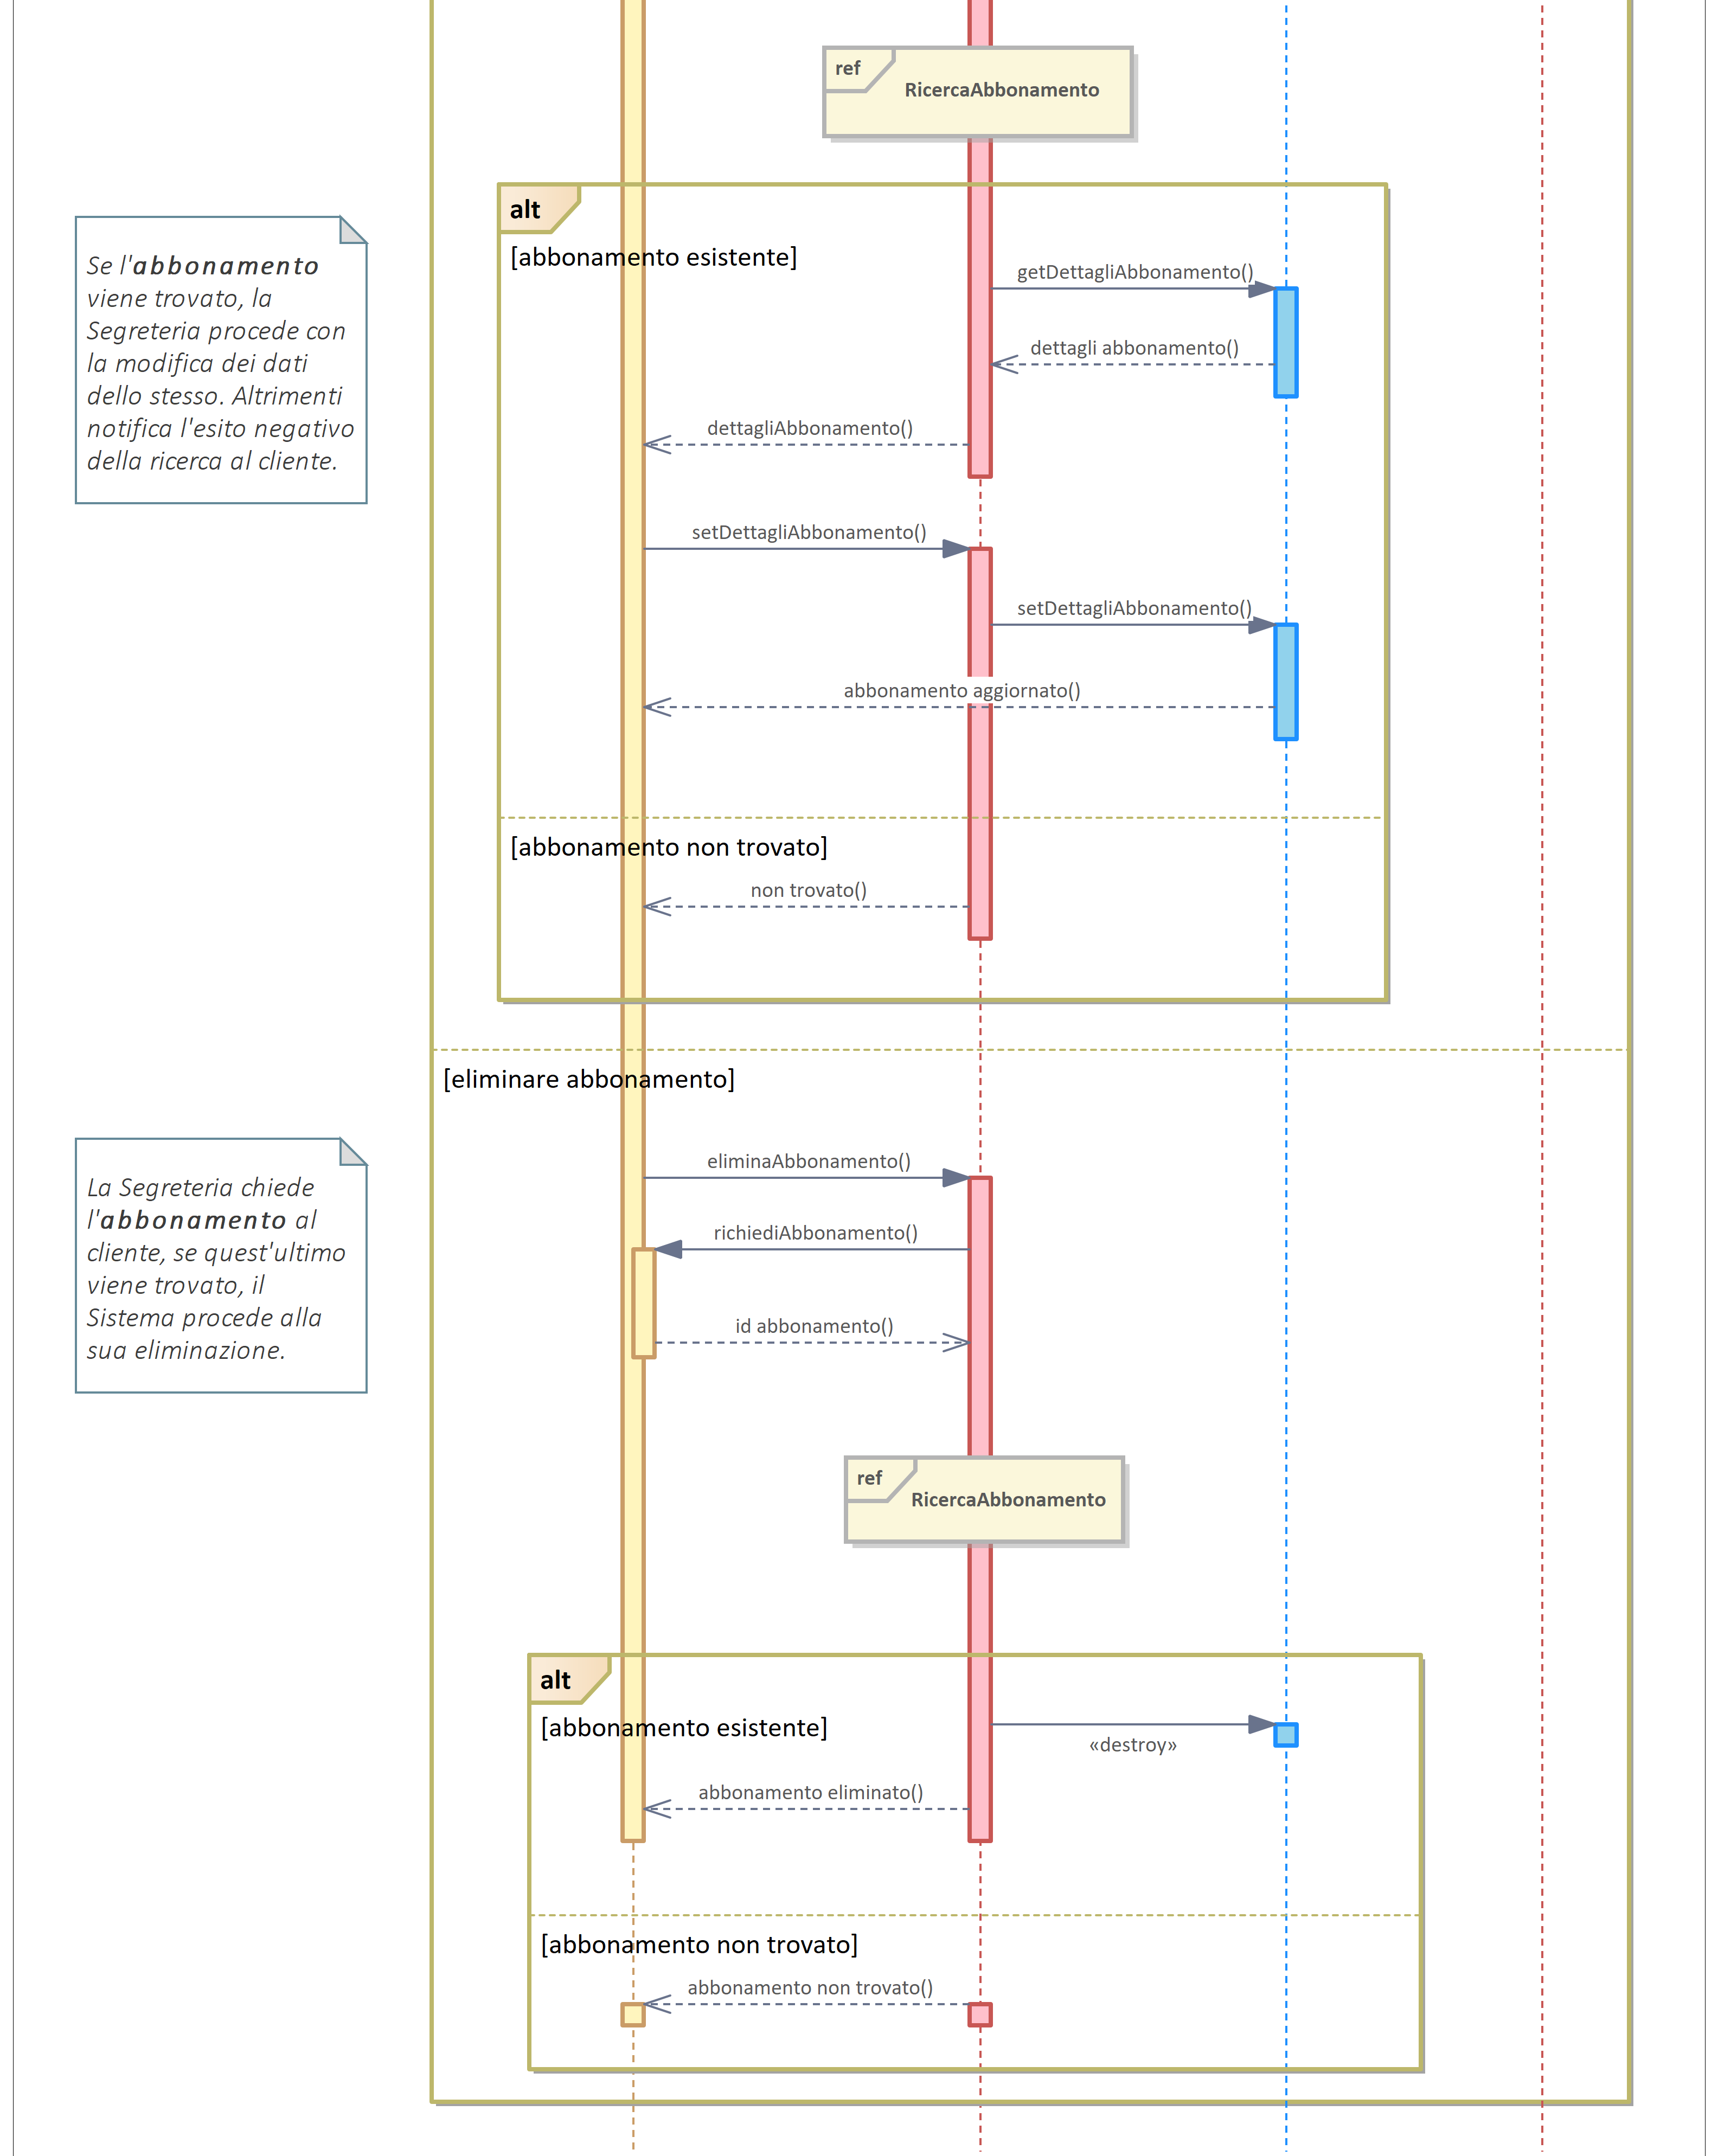 ref
RicercaAbbonamento
alt
[abbonamento esistente]
getDettagliAbbonamento()
Se l'abbonamento
viene trovato, la
Segreteria procede con
la modifica dei dati
dello stesso. Altrimenti
notifica l'esito negativo
della ricerca al cliente.
dettagli abbonamento()
dettagliAbbonamento()
setDettagliAbbonamento()
setDettagliAbbonamento()
abbonamento aggiornato()
[abbonamento non trovato]
non trovato()
[eliminare abbonamento]
La Segreteria chiede
l'abbonamento al
cliente, se quest'ultimo
viene trovato, il
Sistema procede alla
sua eliminazione.
eliminaAbbonamento()
richiediAbbonamento()
id abbonamento()
ref
RicercaAbbonamento
alt
[abbonamento esistente]
«destroy»
abbonamento eliminato()
[abbonamento non trovato]
abbonamento non trovato()